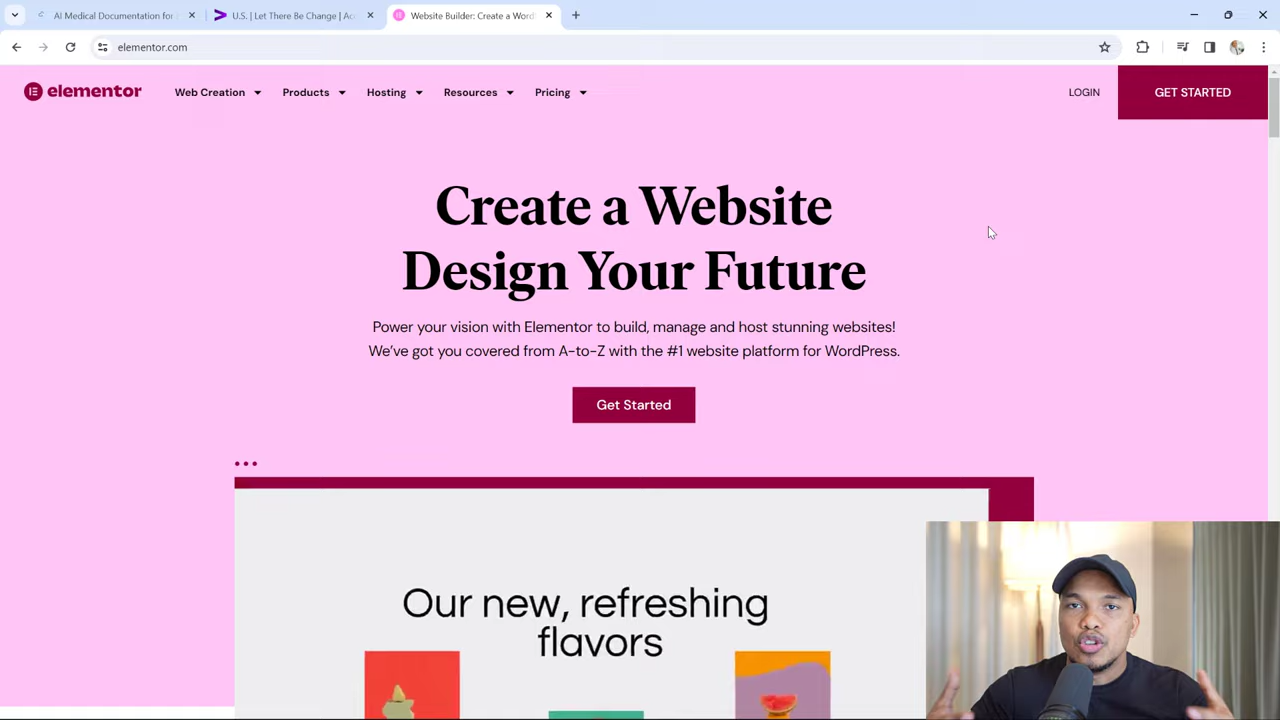 AI Medical Documentation for
U.S. | Let There Be Change | Acc
Website Builder: Create a Word
elementor.com
elementor
Web Creation
Products
Hosting
Resources
Pricing
LOGIN
GET STARTED
Create a Website
Design Your Future
Power your vision with Elementor to build, manage and host stunning websites!
We’ve got you covered from A-to-Z with the #1 website platform for WordPress.
Get Started
Our new, refreshing
flavors